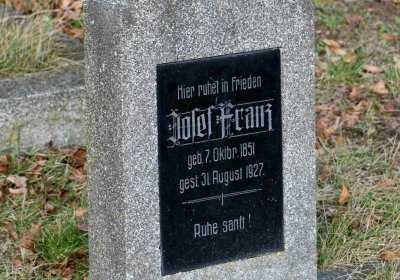 Hier ruhet in Frieden
Josef Franz
geb. 7. Oktbr. 1851
gest. 31. August 1927.
Ruhe sanft!